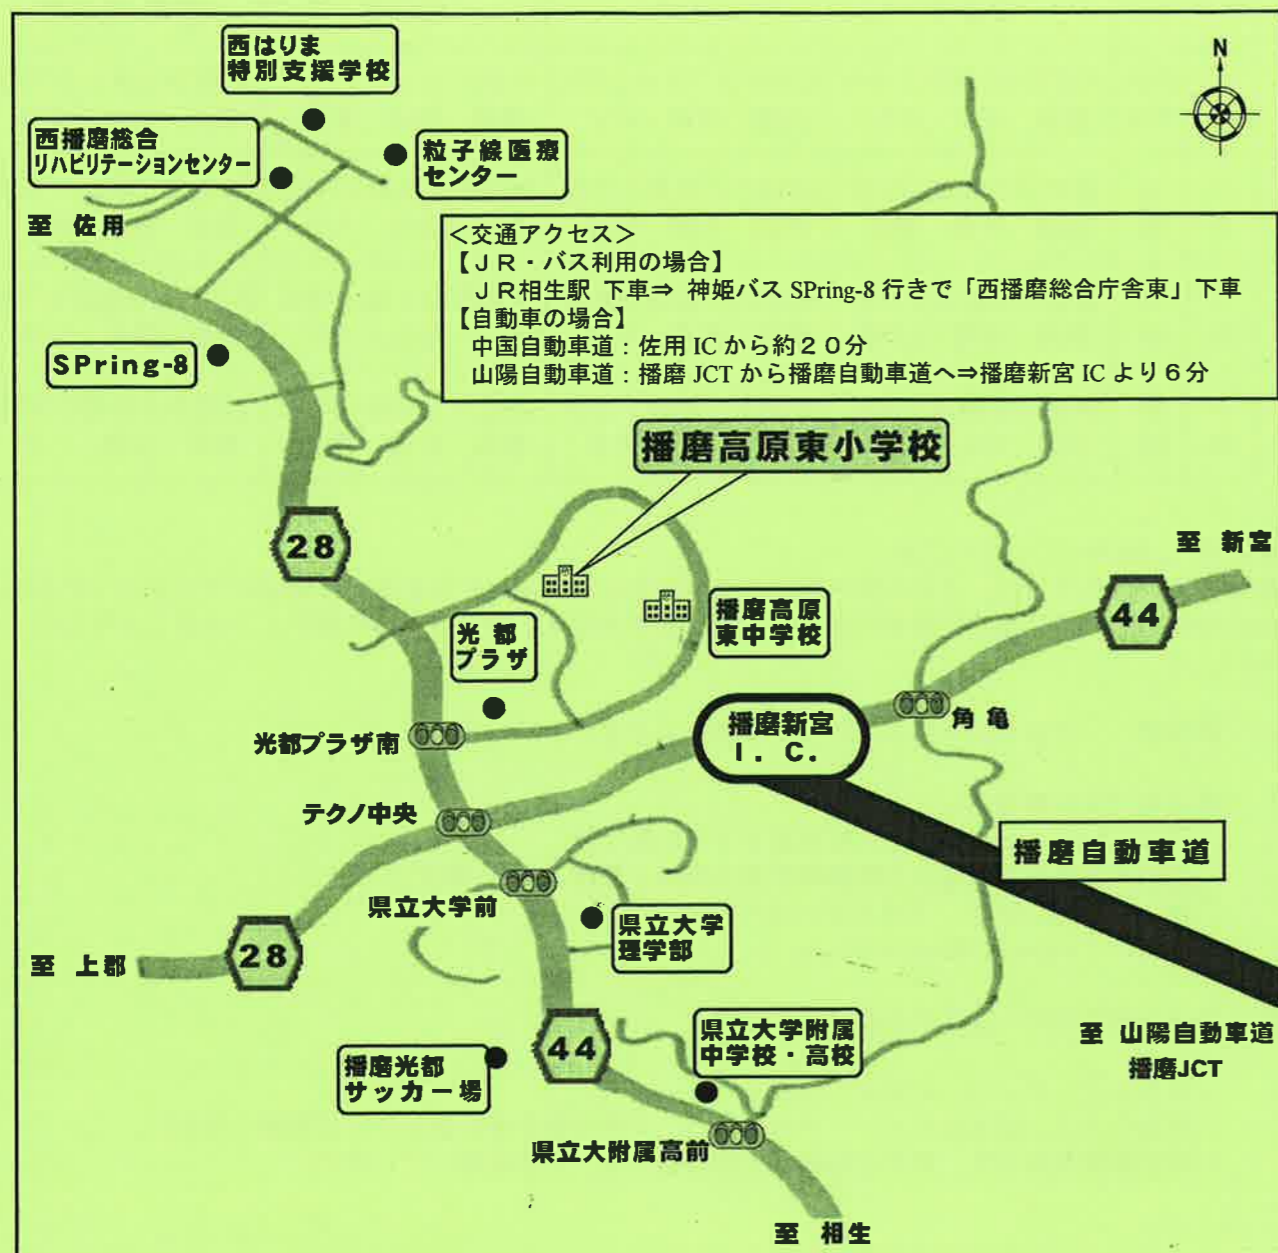 N
西はりま
特別支援学校
西播磨総合
リハビリテーションセンター
粒子線医療
センター
至 佐用
＜交通アクセス＞
【ＪＲ・バス利用の場合】
ＪＲ相生駅 下車⇒ 神姫バス SPring-8 行きで「西播磨総合庁舎東」下車
【自動車の場合】
中国自動車道：佐用 IC から約２０分
山陽自動車道：播磨 JCT から播磨自動車道へ⇒播磨新宮 IC より６分
SPring-8
播磨高原東小学校
28
至 新宮
44
播磨高原
東中学校
光都
プラザ
播磨新宮
I．C．
角亀
光都プラザ南
テクノ中央
播磨自動車道
県立大学前
県立大学
理学部
28
至 上郡
44
県立大学附属
中学校・高校
至 山陽自動車道
播磨JCT
播磨光都
サッカー場
県立大附属高前
至 相生